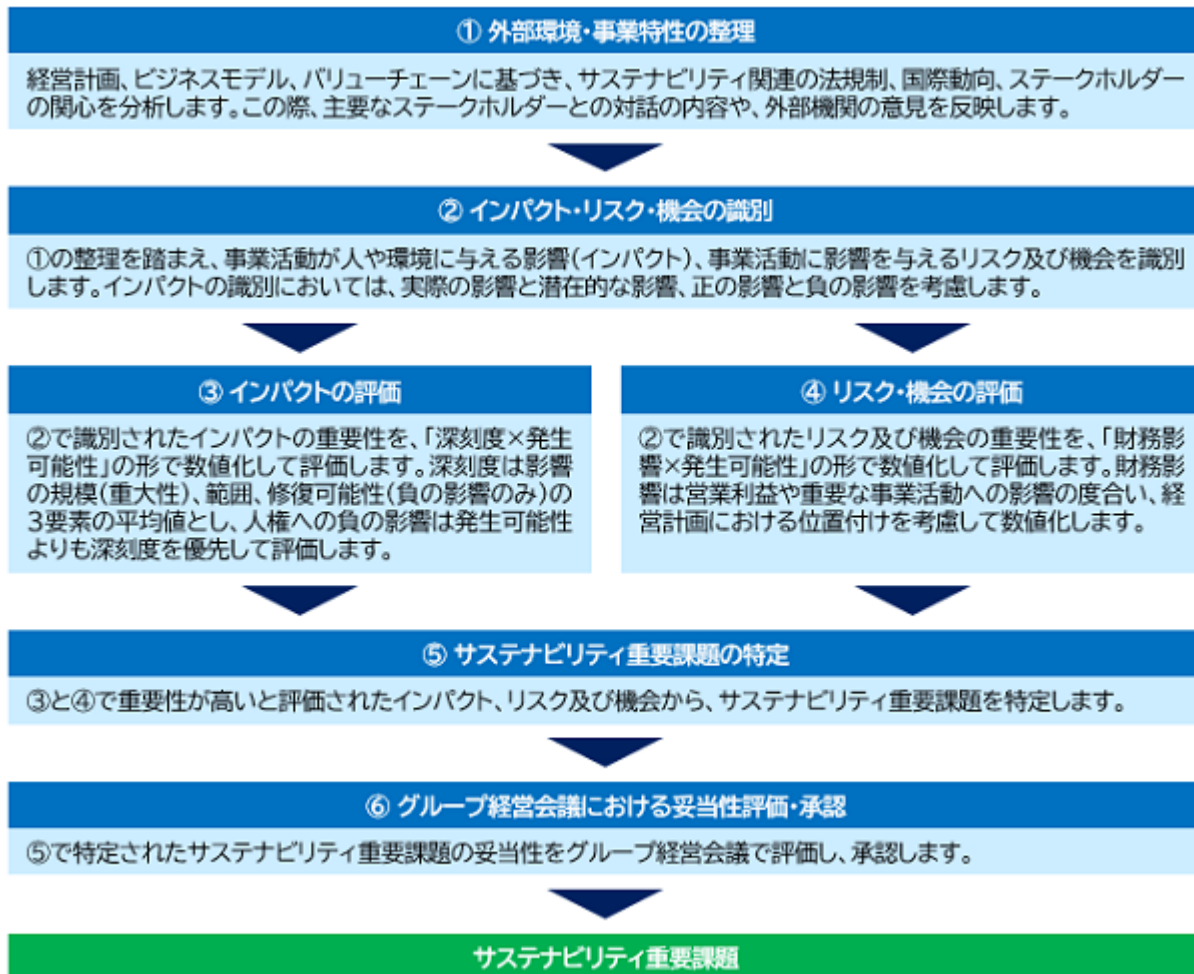 ① 外部環境・事業特性の整理
経営計画、ビジネスモデル、バリューチェーンに基づき、サステナビリティ関連の法規制、国際動向、ステークホルダー
の関心を分析します。この際、主要なステークホルダーとの対話の内容や、外部機関の意見を反映します。
② インパクト・リスク・機会の識別
①の整理を踏まえ、事業活動が人や環境に与える影響(インパクト)、事業活動に影響を与えるリスク及び機会を識別
します。インパクトの識別においては、実際の影響と潜在的な影響、正の影響と負の影響を考慮します。
③ インパクトの評価
②で識別されたインパクトの重要性を、「深刻度×発生
可能性」の形で数値化して評価します。深刻度は影響
の規模(重大性)、範囲、修復可能性(負の影響のみ)の
3要素の平均値とし、人権への負の影響は発生可能性
よりも深刻度を優先して評価します。
④ リスク・機会の評価
②で識別されたリスク及び機会の重要性を、「財務影
響×発生可能性」の形で数値化して評価します。財務
影響は営業利益や重要な事業活動への影響の度合い、経
営計画における位置付けを考慮して数値化します。
⑤ サステナビリティ重要課題の特定
③と④で重要性が高いと評価されたインパクト、リスク及び機会から、サステナビリティ重要課題を特定します。
⑥ グループ経営会議における妥当性評価・承認
⑤で特定されたサステナビリティ重要課題の妥当性をグループ経営会議で評価し、承認します。
サステナビリティ重要課題